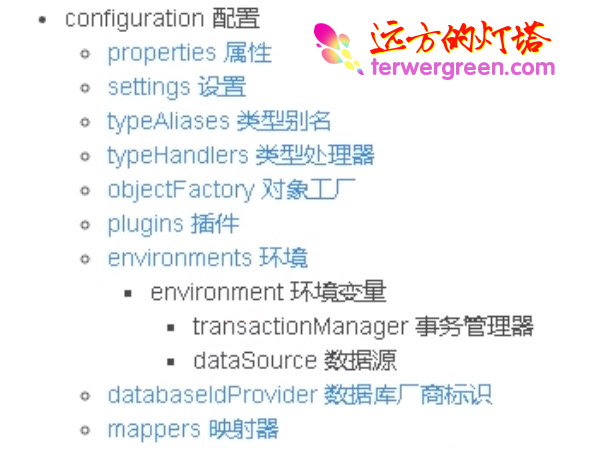 configuration 配置
远方的灯塔
properties 属性
terwergreen.com
settings 设置
typeAliases 类型别名
typeHandlers 类型处理器
objectFactory 对象工厂
plugins 插件
environments 环境
environment 环境变量
transactionManager 事务管理器
dataSource 数据源
databaseIdProvider 数据库厂商标识
mappers 映射器